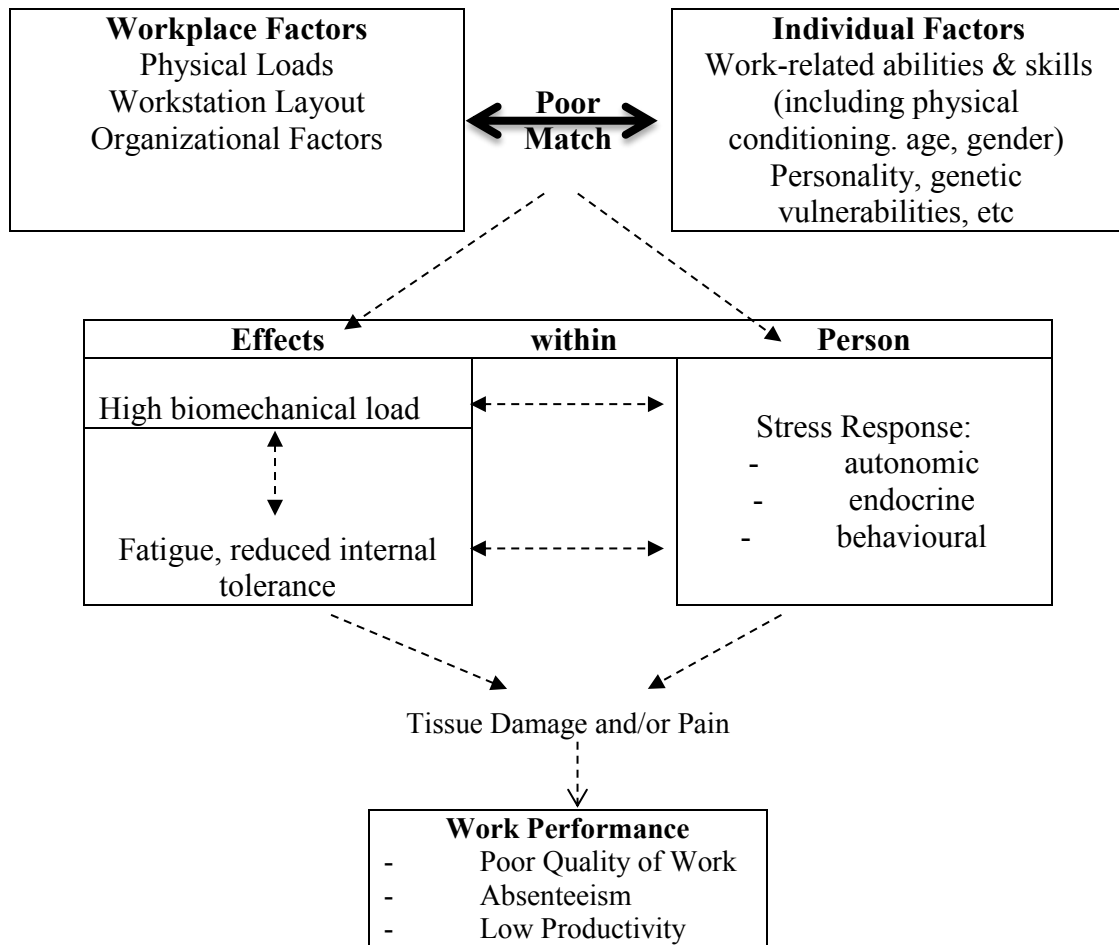 Workplace Factors
Physical Loads
Workstation Layout
Organizational Factors
Poor
Match
Individual Factors
Work-related abilities & skills
(including physical
conditioning. age, gender)
Personality, genetic
vulnerabilities, etc
Effects within Person
High biomechanical load
Fatigue, reduced internal
tolerance
Stress Response:
- autonomic
- endocrine
- behavioural
Tissue Damage and/or Pain
Work Performance
- Poor Quality of Work
- Absenteeism
- Low Productivity